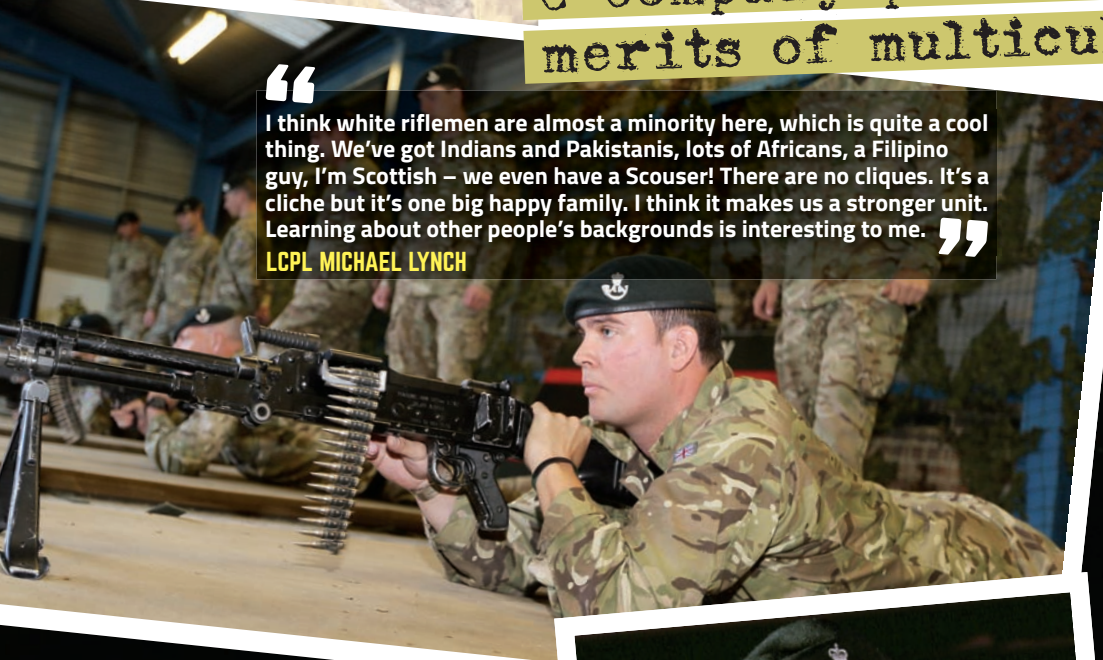 merits of
“
I think white riflemen are almost a minority here, which is quite a cool
thing. We’ve got Indians and Pakistanis, lots of Africans, a Filipino
guy, I’m Scottish – we even have a Scouser! There are no cliques. It’s a
cliche but it’s one big happy family. I think it makes us a stronger unit.
Learning about other people’s backgrounds is interesting to me. ”
LCPL MICHAEL LYNCH